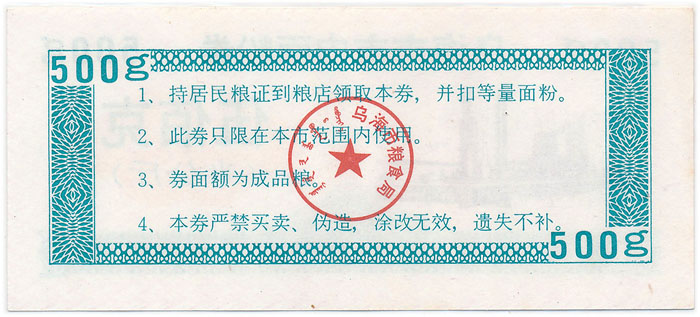 500g
1、持居民粮证到粮店领取本券，并扣等量面粉。
2、此券只限在本市范围内使用。
3、券面额为成品粮。
4、本券严禁买卖、伪造，涂改无效，遗失不补。
乌海市粮食局
500g